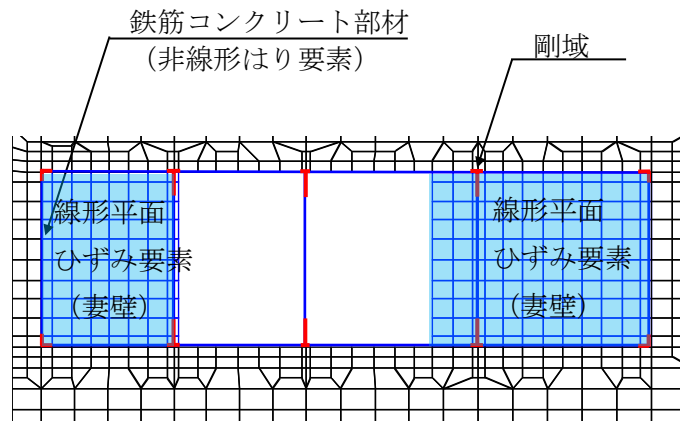 鉄筋コンクリート部材
（非線形はり要素）
剛域
線形平面
ひずみ要素
（妻壁）
線形平面
ひずみ要素
（妻壁）